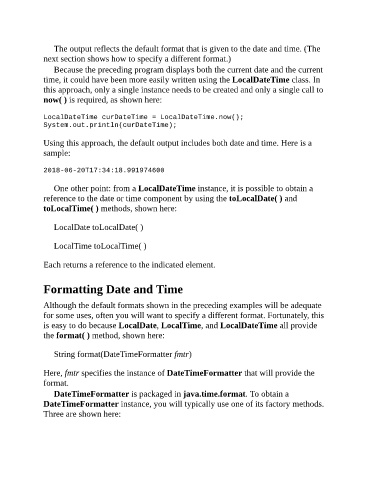 The output reflects the default format that is given to the date and time. (The
next section shows how to specify a different format.)
Because the preceding program displays both the current date and the current
time, it could have been more easily written using the LocalDateTime class. In
this approach, only a single instance needs to be created and only a single call to
now( ) is required, as shown here:
LocalDateTime curDateTime = LocalDateTime.now();
System.out.println(curDateTime);
Using this approach, the default output includes both date and time. Here is a
sample:
2018-06-20T17:34:18.991974600
One other point: from a LocalDateTime instance, it is possible to obtain a
reference to the date or time component by using the toLocalDate( ) and
toLocalTime( ) methods, shown here:
LocalDate toLocalDate( )
LocalTime toLocalTime( )
Each returns a reference to the indicated element.
Formatting Date and Time
Although the default formats shown in the preceding examples will be adequate
for some uses, often you will want to specify a different format. Fortunately, this
is easy to do because LocalDate, LocalTime, and LocalDateTime all provide
the format( ) method, shown here:
String format(DateTimeFormatter fmtr)
Here, fmtr specifies the instance of DateTimeFormatter that will provide the
format.
DateTimeFormatter is packaged in java.time.format. To obtain a
DateTimeFormatter instance, you will typically use one of its factory methods.
Three are shown here: